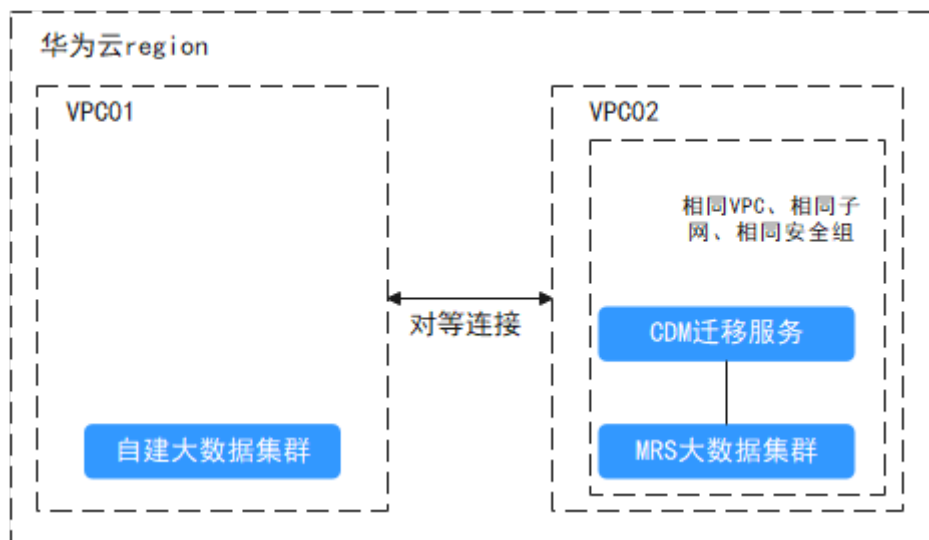 华为云region
VPC01
VPC02
相同VPC、相同子
网、相同安全组
对等连接
CDM迁移服务
自建大数据集群
MRS大数据集群